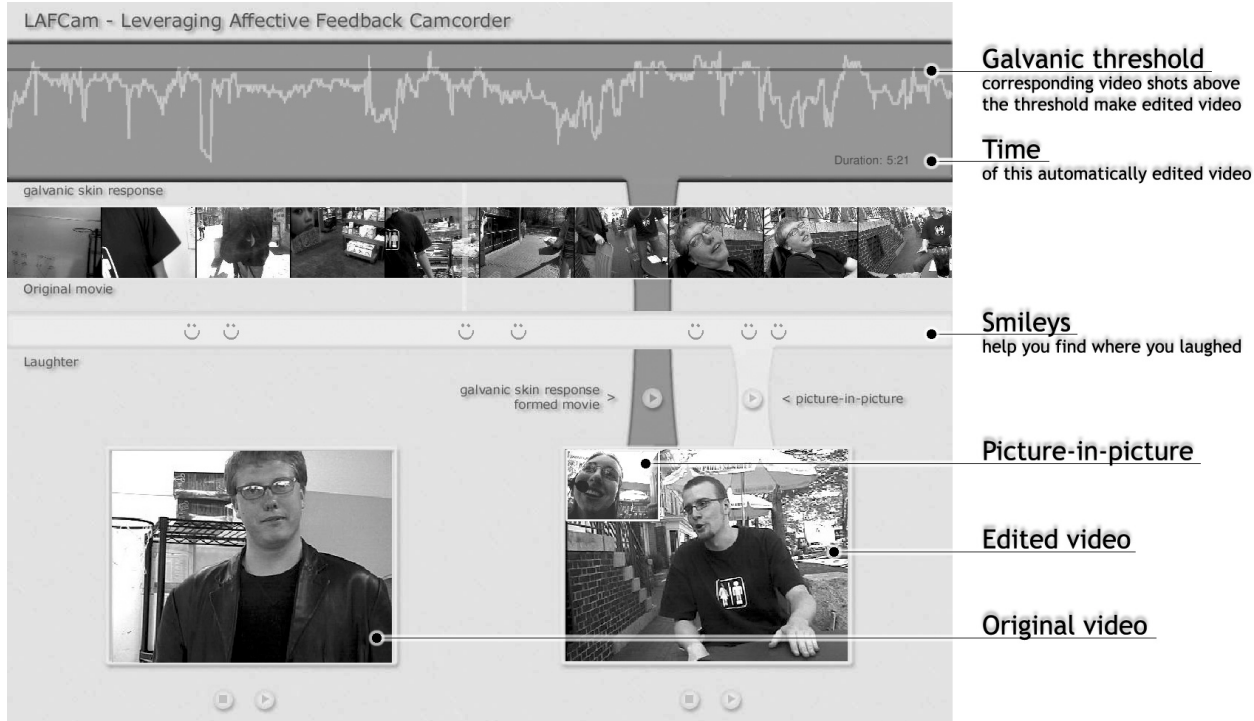 LAFCam - Leveraging Affective Feedback Camcorder
Galvanic threshold
corresponding video shots above
the threshold make edited video
Duration: 5:21
Time
of this automatically edited video
galvanic skin response
Original movie
Smileys
help you find where you laughed
Laughter
galvanic skin response >
formed movie
< picture-in-picture
Picture-in-picture
Edited video
Original video